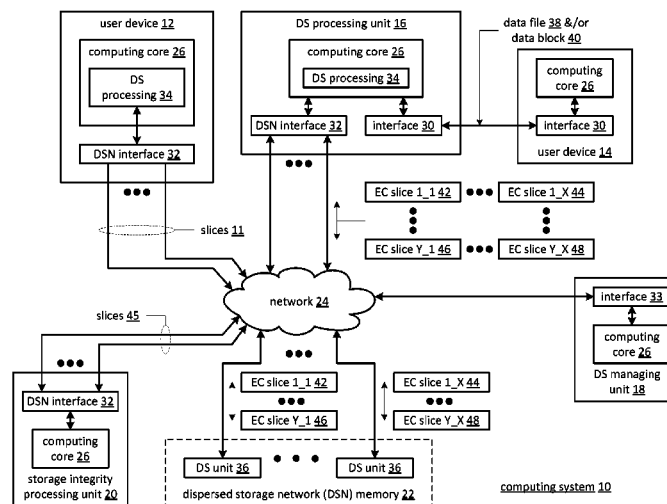 user device 12
computing core 26
DS
processing 34
DSN interface 32
slices 11
DS processing unit 16
computing core 26
DS processing 34
DSN interface 32
interface 30
data file 38 &/or
data block 40
computing
core 26
interface 30
user device 14
EC slice 1_1 42
EC slice 1_X 44
EC slice Y_1 46
EC slice Y_X 48
network 24
interface 33
computing
core 26
DS managing
unit 18
slices 45
DSN interface 32
computing
core 26
storage integrity
processing unit 20
EC slice 1_1 42
EC slice 1_X 44
EC slice Y_1 46
EC slice Y_X 48
DS unit 36
DS unit 36
dispersed storage network (DSN) memory 22
computing system 10